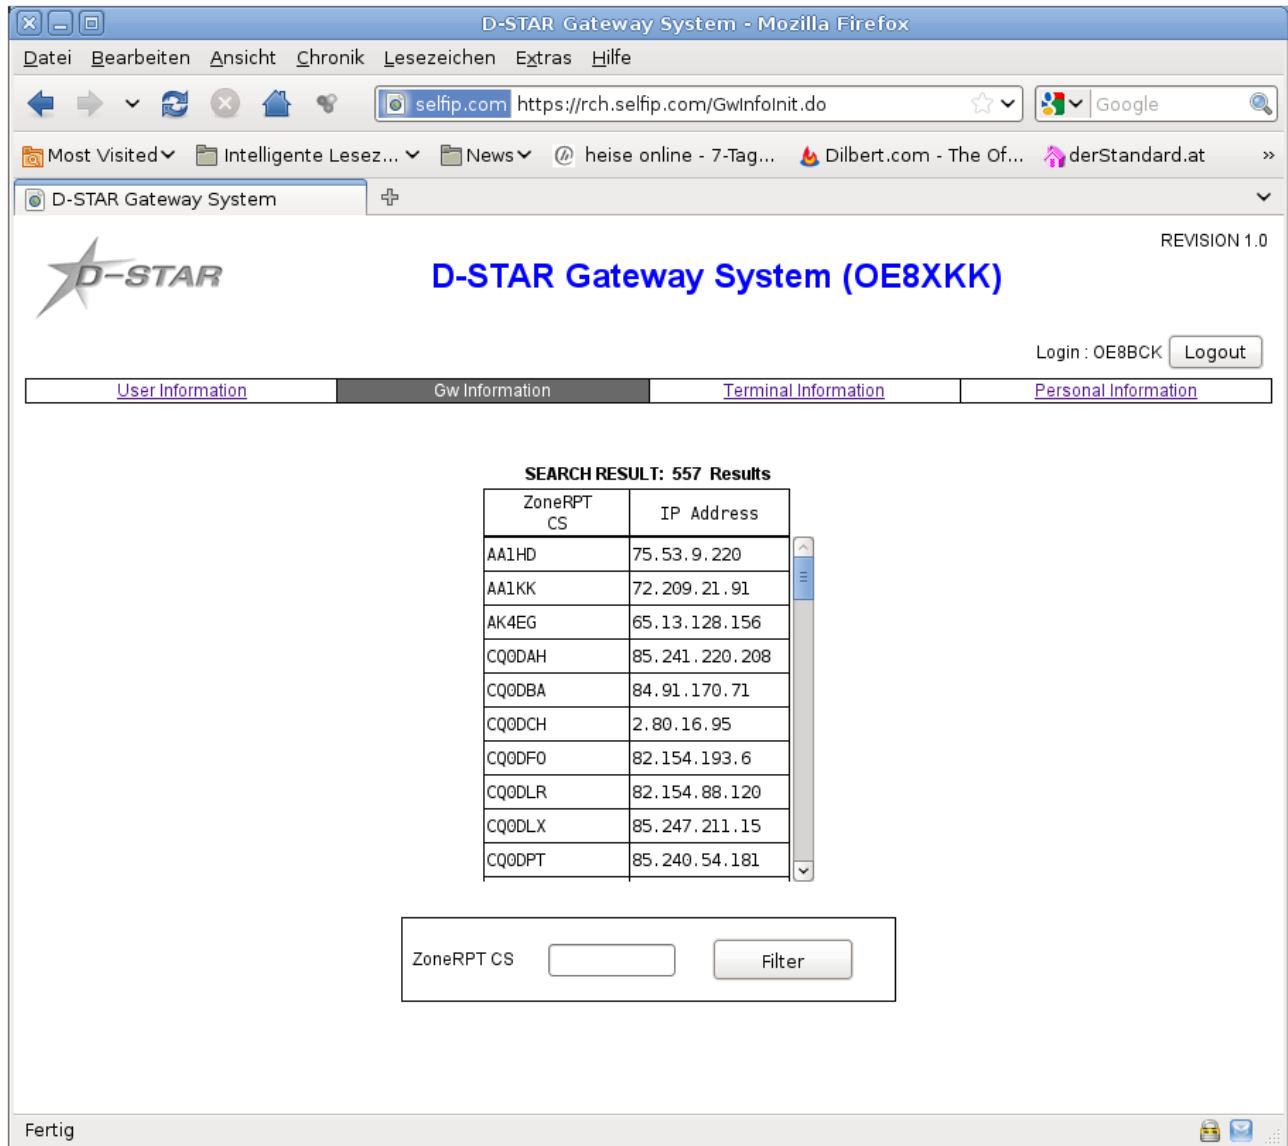 D-STAR Gateway System - Mozilla Firefox
Datei Bearbeiten Ansicht Chronik Lesezeichen Extras Hilfe
selfip.com https://rch.selfip.com/GwInfoInit.do Google
Most Visited Intelligente Lesez... News heise online - 7-Tag... Dilbert.com - The Of... derStandard.at »
D-STAR Gateway System
REVISION 1.0
D-STAR
D-STAR Gateway System (OE8XKK)
Login : OE8BCK Logout
User Information Gw Information Terminal Information Personal Information
SEARCH RESULT: 557 Results
ZoneRPT CS IP Address
AA1HD 75.53.9.220
AA1KK 72.209.21.91
AK4EG 65.13.128.156
CQ0DAH 85.241.220.208
CQ0DBA 84.91.170.71
CQ0DCH 2.80.16.95
CQ0DFO 82.154.193.6
CQ0DLR 82.154.88.120
CQ0DLX 85.247.211.15
CQ0DPT 85.240.54.181
ZoneRPT CS Filter
Fertig